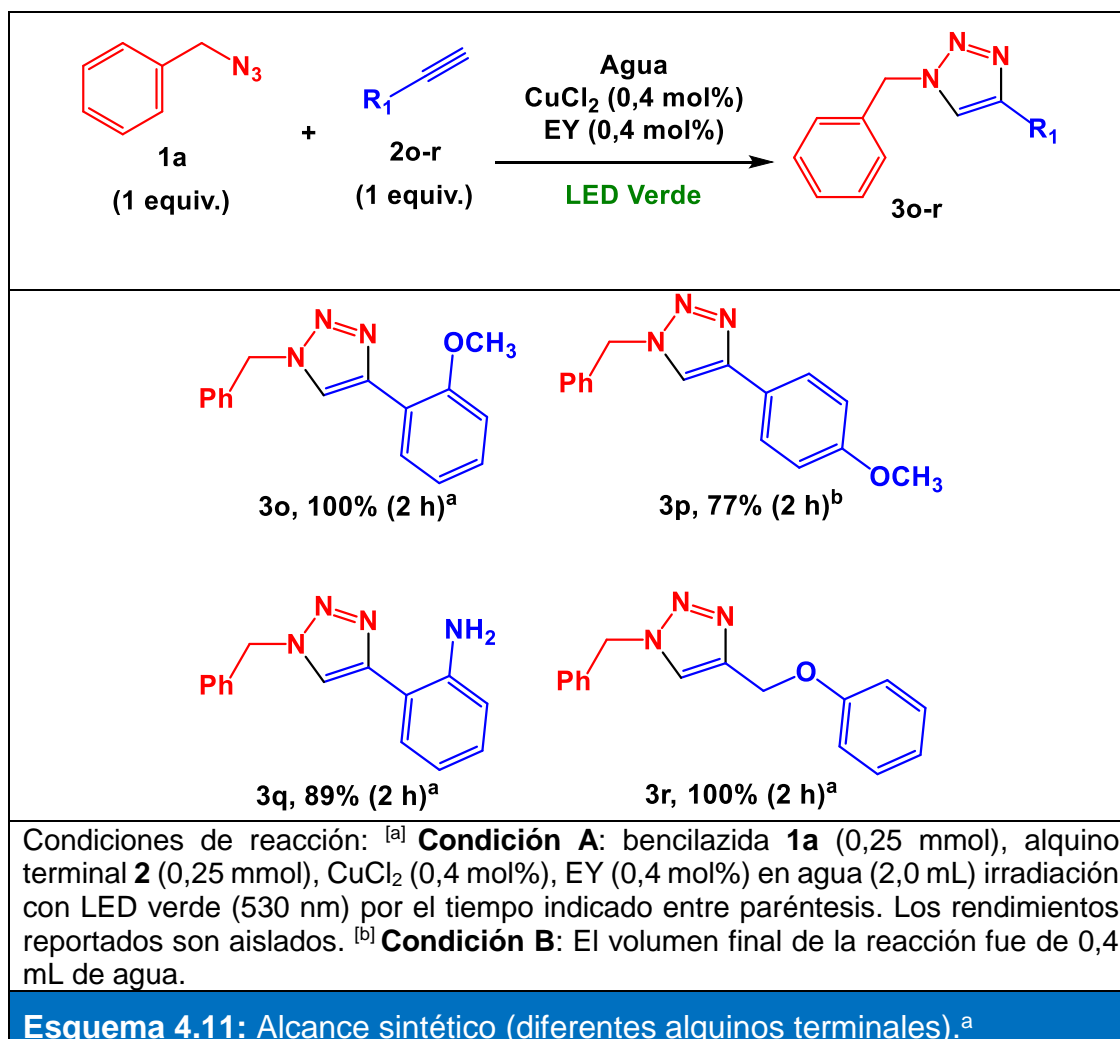 N₃
1a
(1 equiv.)
+
R₁
2o-r
(1 equiv.)
Agua
CuCl₂ (0,4 mol%)
EY (0,4 mol%)
LED Verde
N
N
N
R₁
3o-r
N
N
N
Ph
OCH₃
3o, 100% (2 h)ᵃ
N
N
N
Ph
OCH₃
3p, 77% (2 h)ᵇ
N
N
N
Ph
NH₂
3q, 89% (2 h)ᵃ
N
N
N
Ph
O
3r, 100% (2 h)ᵃ
Condiciones de reacción: [a] Condición A: bencilazida 1a (0,25 mmol), alquino
terminal 2 (0,25 mmol), CuCl₂ (0,4 mol%), EY (0,4 mol%) en agua (2,0 mL) irradiación
con LED verde (530 nm) por el tiempo indicado entre paréntesis. Los rendimientos
reportados son aislados. [b] Condición B: El volumen final de la reacción fue de 0,4
mL de agua.
Esquema 4.11: Alcance sintético (diferentes alquinos terminales).ᵃ